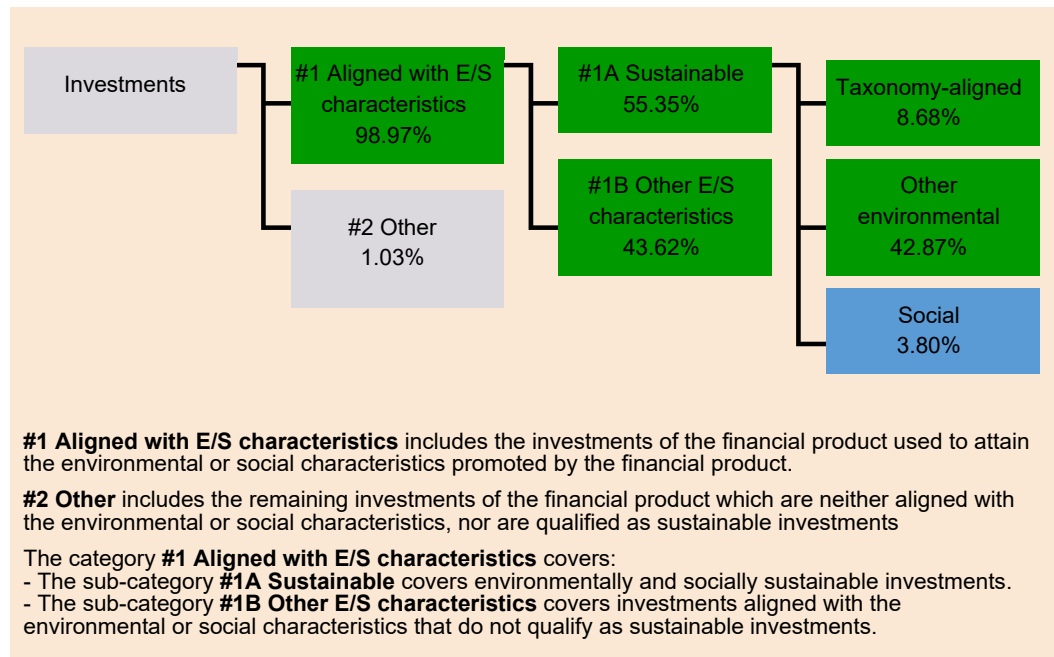 Investments
#1 Aligned with E/S
characteristics
98.97%
#2 Other
1.03%
#1A Sustainable
55.35%
#1B Other E/S
characteristics
43.62%
Taxonomy-aligned
8.68%
Other
environmental
42.87%
Social
3.80%
#1 Aligned with E/S characteristics includes the investments of the financial product used to attain
the environmental or social characteristics promoted by the financial product.
#2 Other includes the remaining investments of the financial product which are neither aligned with
the environmental or social characteristics, nor are qualified as sustainable investments
The category #1 Aligned with E/S characteristics covers:
- The sub-category #1A Sustainable covers environmentally and socially sustainable investments.
- The sub-category #1B Other E/S characteristics covers investments aligned with the
environmental or social characteristics that do not qualify as sustainable investments.